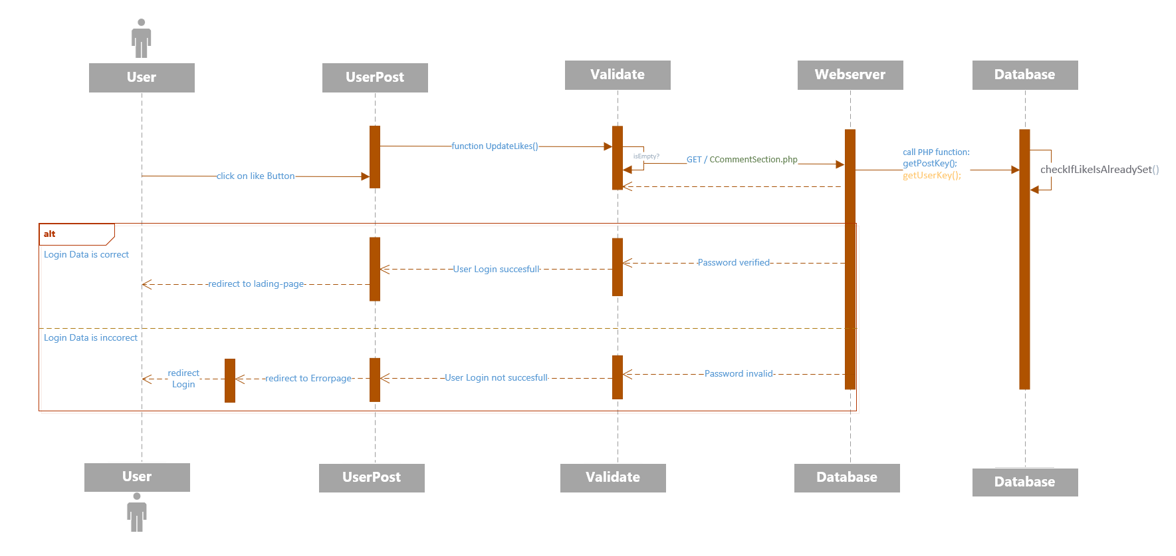 User
UserPost
Validate
Webserver
Database
function UpdateLikes()
isEmpty?
GET / CCommentSection.php
call PHP function:
getPostKey();
getUserKey();
checkIfLikeIsAlreadySet()
click on like Button
alt
Login Data is correct
Password verified
User Login succesfull
redirect to lading-page
Login Data is inccorect
Password invalid
User Login not succesfull
redirect to Errorpage
redirect
Login
User
UserPost
Validate
Database
Database